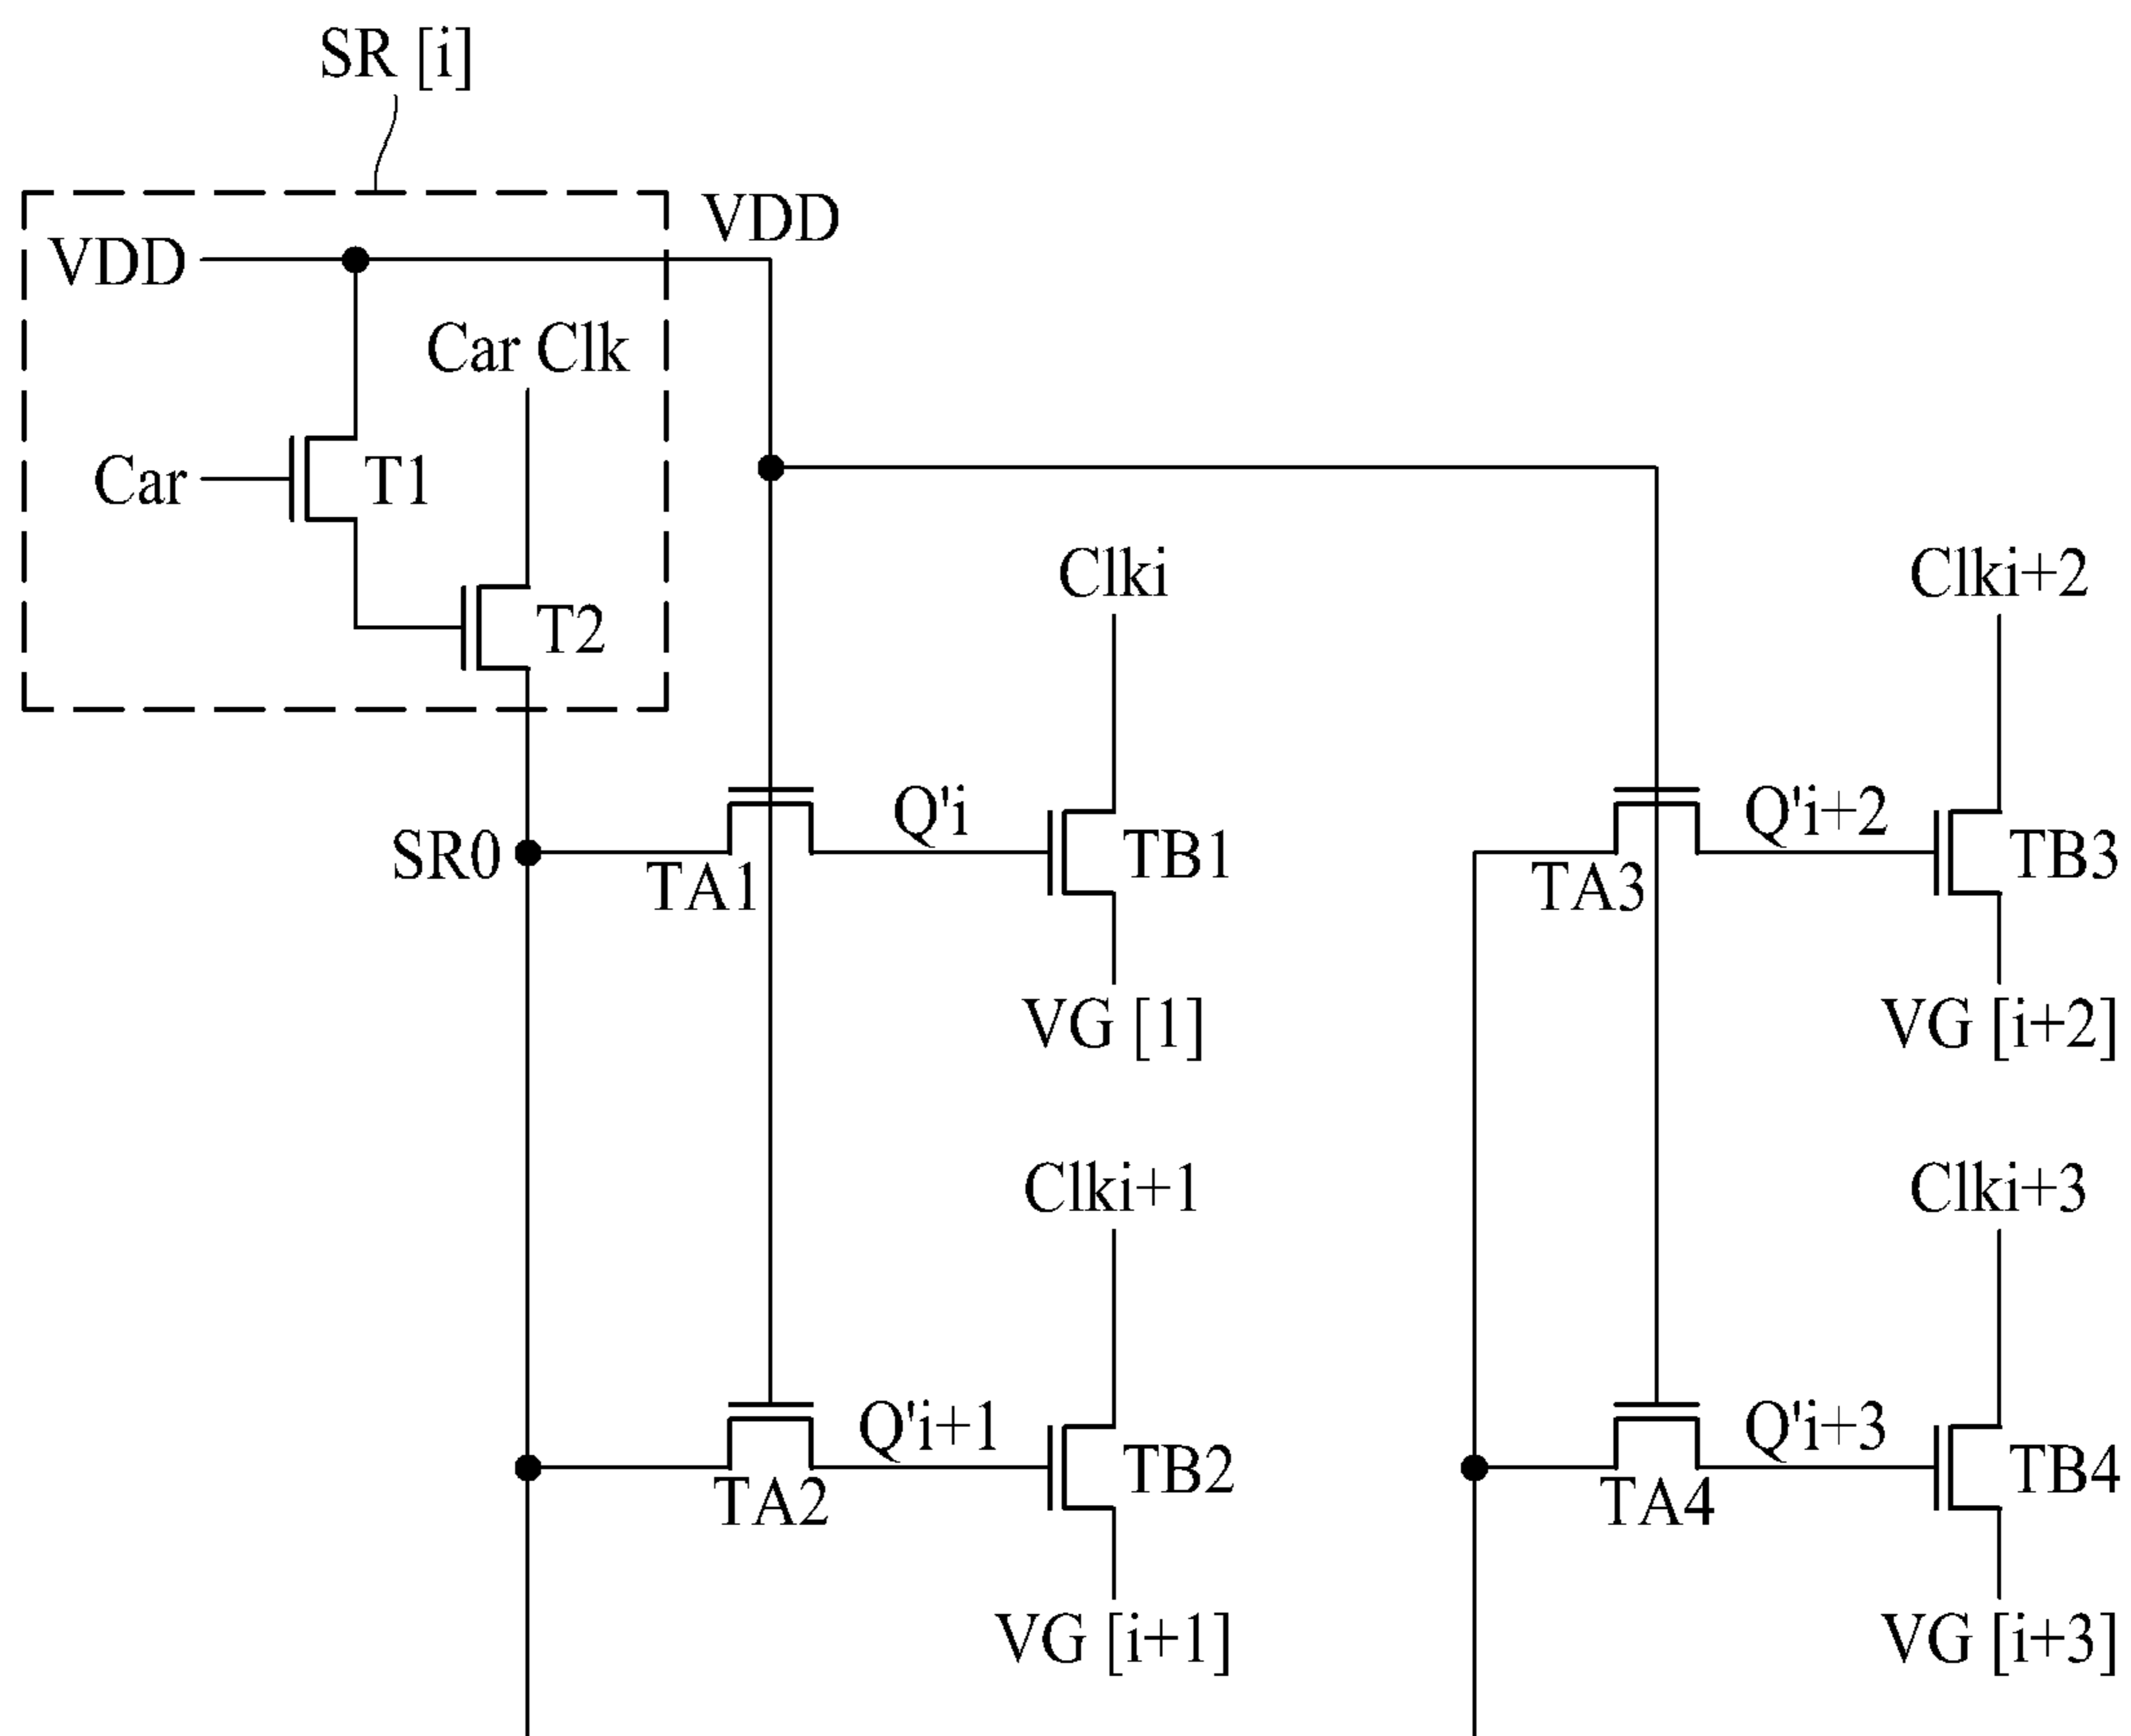 SR [i]
VDD
VDD
Car Clk
Car
T1
T2
Clki
Clki+2
SR0
TA1
Q'i
TB1
TA3
Q'i+2
TB3
VG [1]
VG [i+2]
Clki+1
Clki+3
TA2
Q'i+1
TB2
TA4
Q'i+3
TB4
VG [i+1]
VG [i+3]